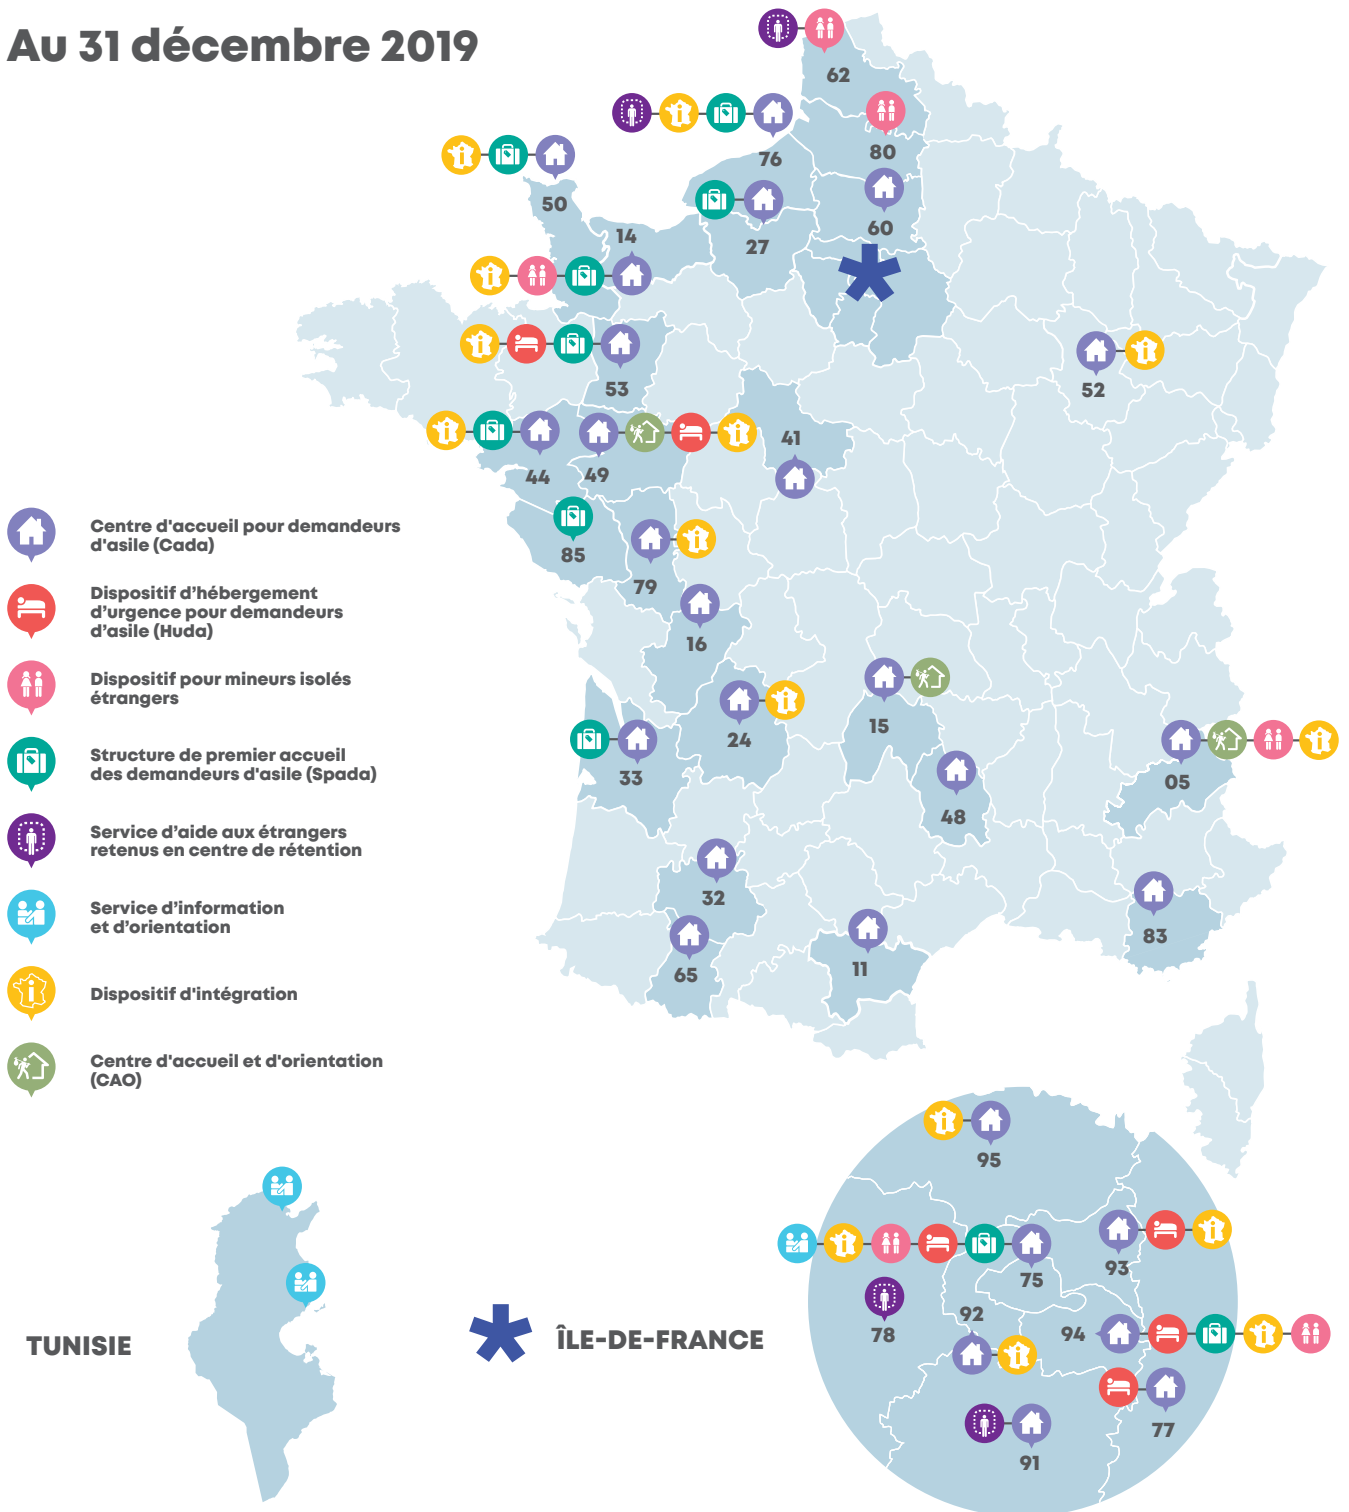 Au 31 décembre 2019
62
76
80
50
14
27
60
53
52
44
49
41
85
79
16
24
15
33
05
48
32
83
65
11
Centre d'accueil pour demandeurs
d'asile (Cada)
Dispositif d’hébergement
d’urgence pour demandeurs
d’asile (Huda)
Dispositif pour mineurs isolés
étrangers
Structure de premier accueil
des demandeurs d'asile (Spada)
Service d’aide aux étrangers
retenus en centre de rétention
Service d’information
et d’orientation
Dispositif d'intégration
Centre d'accueil et d'orientation
(CAO)
TUNISIE
ÎLE-DE-FRANCE
95
75
93
78
92
94
77
91